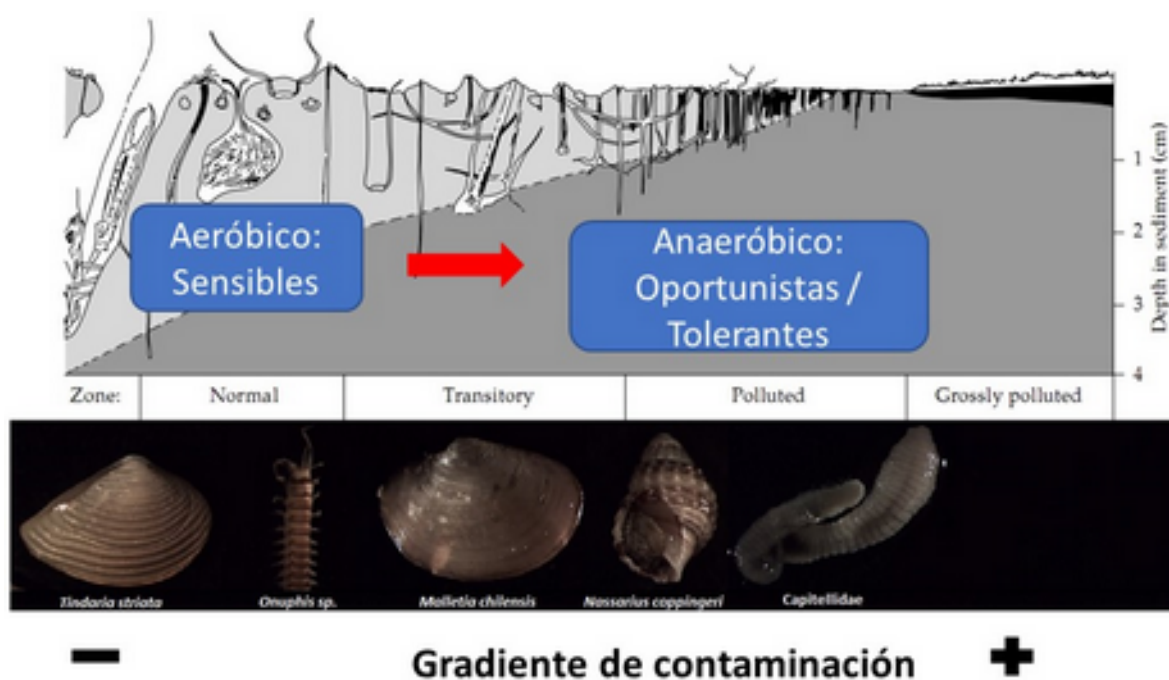 Aeróbico:
Sensibles
Anaeróbico:
Oportunistas /
Tolerantes
1
2
3
4
Depth in sediment (cm)
Zone: Normal Transitory Polluted Grossly polluted
Tindaria striata Onuphis sp. Malletia chilensis Nassarius coppingeri Capitellidae
− Gradiente de contaminación +